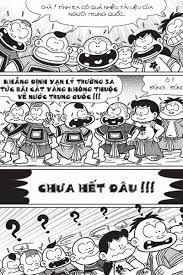 CHÀ! TỈNH RA CÓ QUÁ NHIỀU TÀI LIỆU CỦA
NGƯỜI TRUNG QUỐC...
KHẲNG ĐỊNH VẠN LÝ TRƯỜNG SA
TỨC BÃI CÁT VÀNG KHÔNG THUỘC
VỀ NƯỚC TRUNG QUỐC !!!
Ờ!
ĐÚNG... ĐÚNG...
CHƯA HẾT ĐÂU !!!
? ? ? ? ? ?